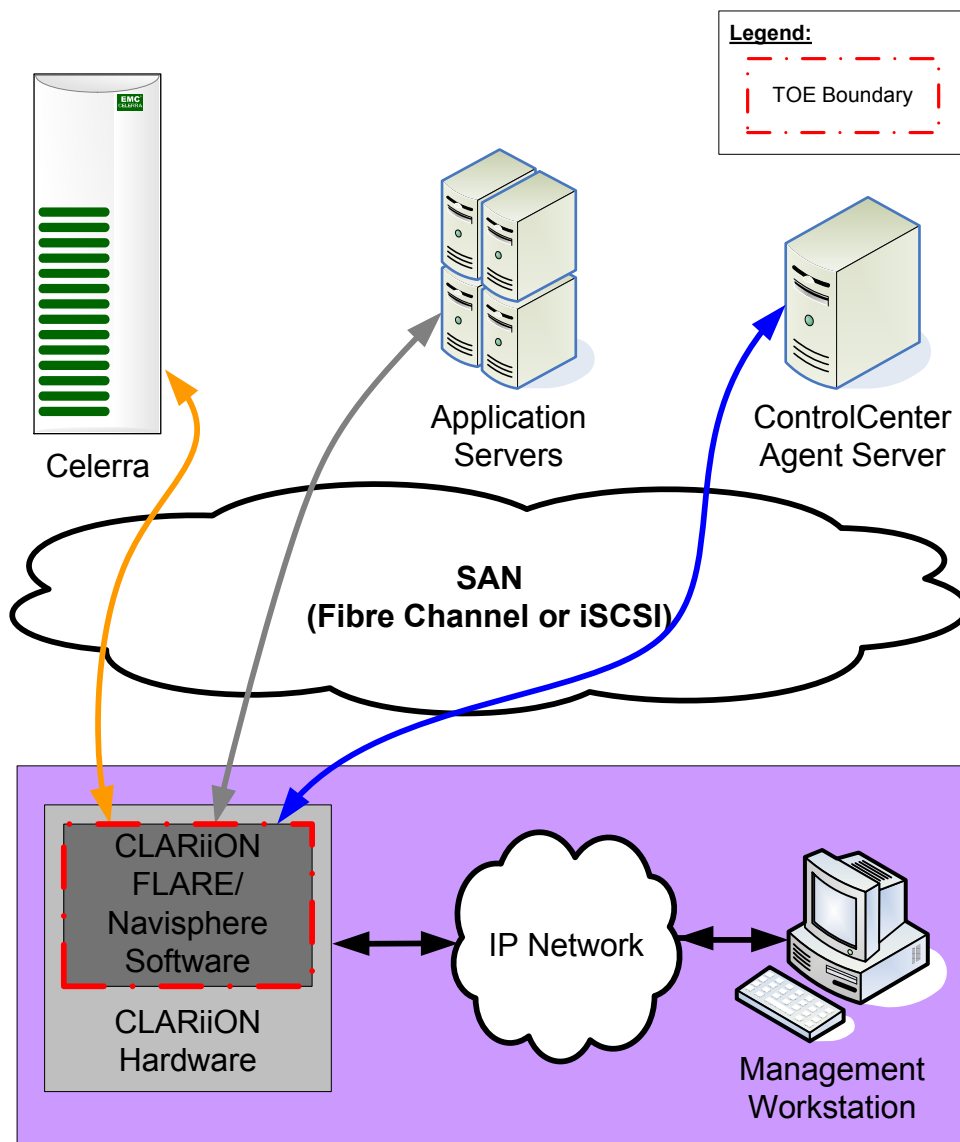 Legend:
TOE Boundary
EMC
CELERRA
Celerra
Application
Servers
ControlCenter
Agent Server
SAN
(Fibre Channel or iSCSI)
CLARiiON
FLARE/
Navisphere
Software
CLARiiON
Hardware
IP Network
Management
Workstation